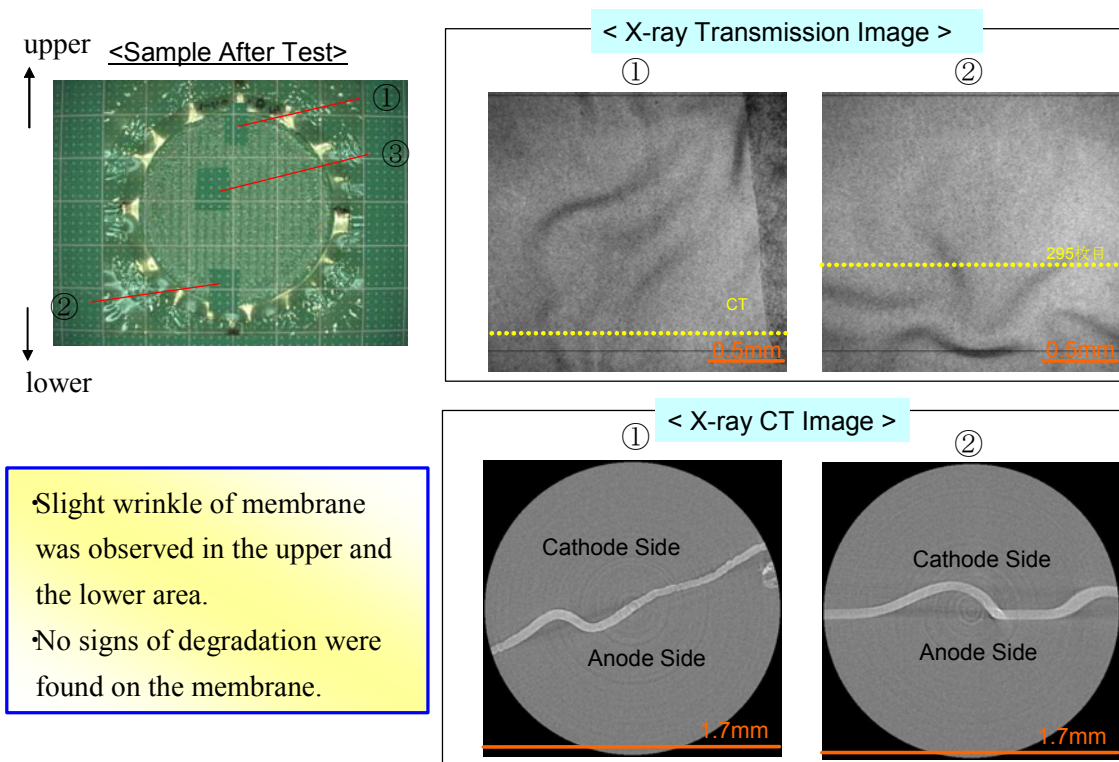 upper
<Sample After Test>
①
③
②
lower
< X-ray Transmission Image >
①
②
CT
0.5mm
295枚目
0.5mm
< X-ray CT Image >
①
②
Cathode Side
Anode Side
1.7mm
Cathode Side
Anode Side
1.7mm
・Slight wrinkle of membrane
was observed in the upper and
the lower area.
・No signs of degradation were
found on the membrane.